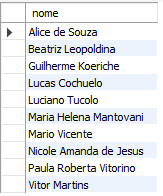 nome
Alice de Souza
Beatriz Leopoldina
Guilherme Koeriche
Lucas Cochuelo
Luciano Tucolo
Maria Helena Mantovani
Mario Vicente
Nicole Amanda de Jesus
Paula Roberta Vitorino
Vitor Martins